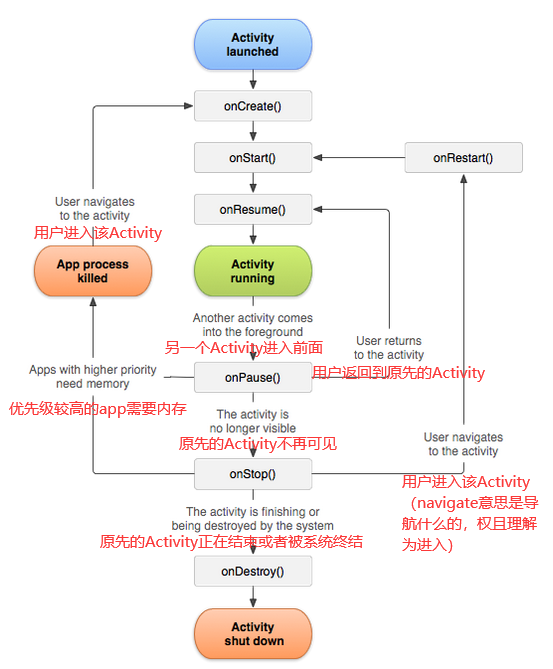 Activity
launched
onCreate()
onStart()
onRestart()
User navigates
to the activity
用户进入该Activity
onResume()
App process
killed
Activity
running
Another activity comes
into the foreground
另一个Activity进入前面
User returns
to the activity
用户返回到原先的Activity
Apps with higher priority
need memory
优先级较高的app需要内存
onPause()
The activity is
no longer visible
原先的Activity不再可见
User navigates
to the activity
用户进入该Activity
（navigate意思是导
航什么的，权且理解
为进入）
onStop()
The activity is finishing or
being destroyed by the system
原先的Activity正在结束或者被系统终结
onDestroy()
Activity
shut down